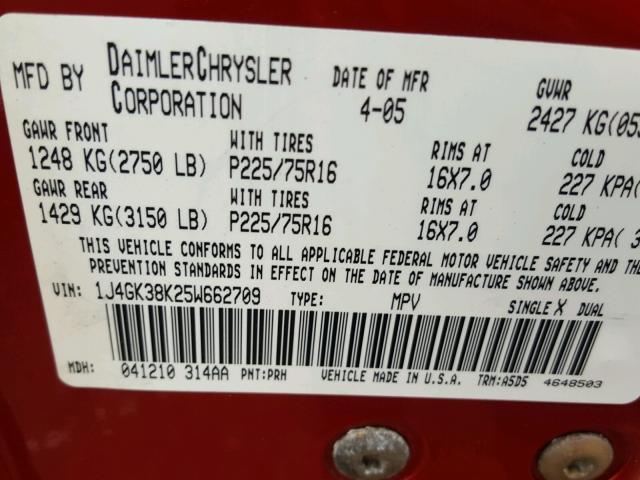 MFD BY DAIMLERCHRYSLER CORPORATION DATE OF MFR 4-05 GVWR 2427 KG(053
GAWR FRONT WITH TIRES RIMS AT COLD
1248 KG(2750 LB) P225/75R16 16X7.0 227 KPA(
GAWR REAR WITH TIRES RIMS AT COLD
1429 KG(3150 LB) P225/75R16 16X7.0 227 KPA( 3
THIS VEHICLE CONFORMS TO ALL APPLICABLE FEDERAL MOTOR VEHICLE SAFETY AND THE
PREVENTION STANDARDS IN EFFECT ON THE DATE OF MANUFACTURE SHOWN ABOVE.
VIN: 1J4GK38K25W662709 TYPE: MPV SINGLE X DUAL
MDH: 041210 314AA PNT:PRH VEHICLE MADE IN U.S.A. TRM:A5D5 4648503